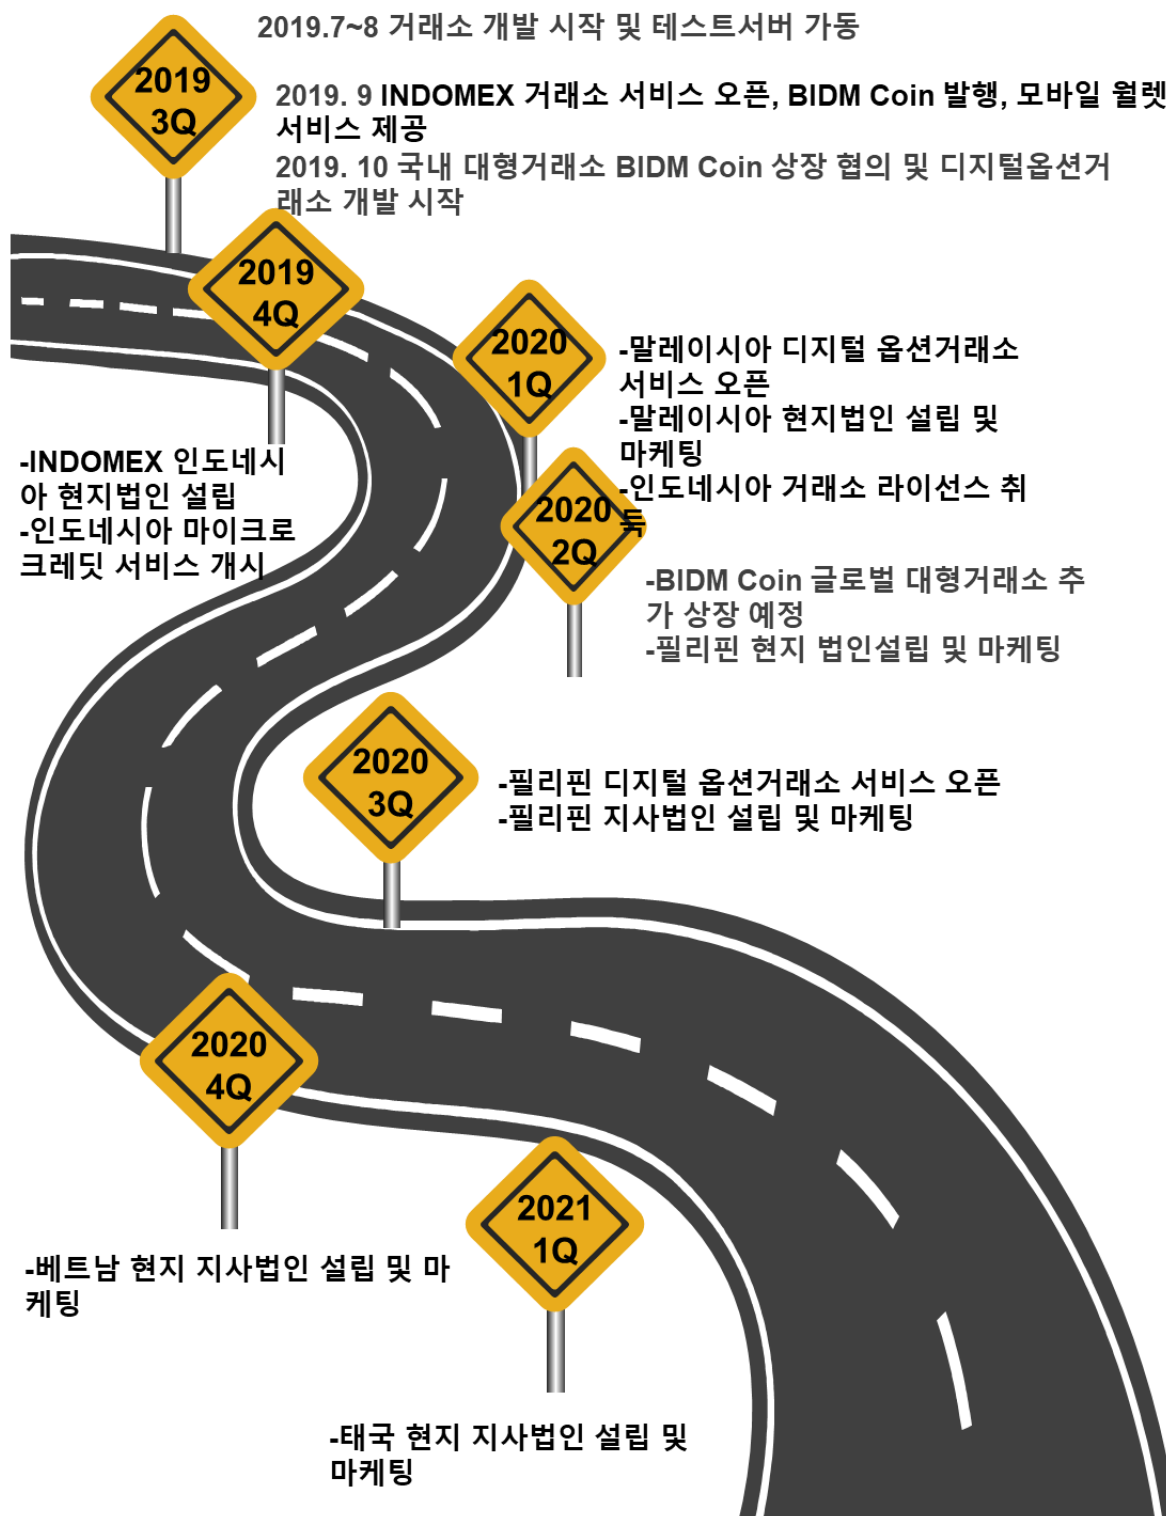 2019.7~8 거래소 개발 시작 및 테스트서버 가동
2019
3Q
2019. 9 INDOMEX 거래소 서비스 오픈, BIDM Coin 발행, 모바일 월렛
서비스 제공
2019. 10 국내 대형거래소 BIDM Coin 상장 협의 및 디지털옵션거
래소 개발 시작
2019
4Q
-INDOMEX 인도네시
아 현지법인 설립
-인도네시아 마이크로
크레딧 서비스 개시
2020
1Q
-말레이시아 디지털 옵션거래소
서비스 오픈
-말레이시아 현지법인 설립 및
마케팅
-인도네시아 거래소 라이선스 취
득
2020
2Q
-BIDM Coin 글로벌 대형거래소 추
가 상장 예정
-필리핀 현지 법인설립 및 마케팅
2020
3Q
-필리핀 디지털 옵션거래소 서비스 오픈
-필리핀 지사법인 설립 및 마케팅
2020
4Q
-베트남 현지 지사법인 설립 및 마
케팅
2021
1Q
-태국 현지 지사법인 설립 및
마케팅